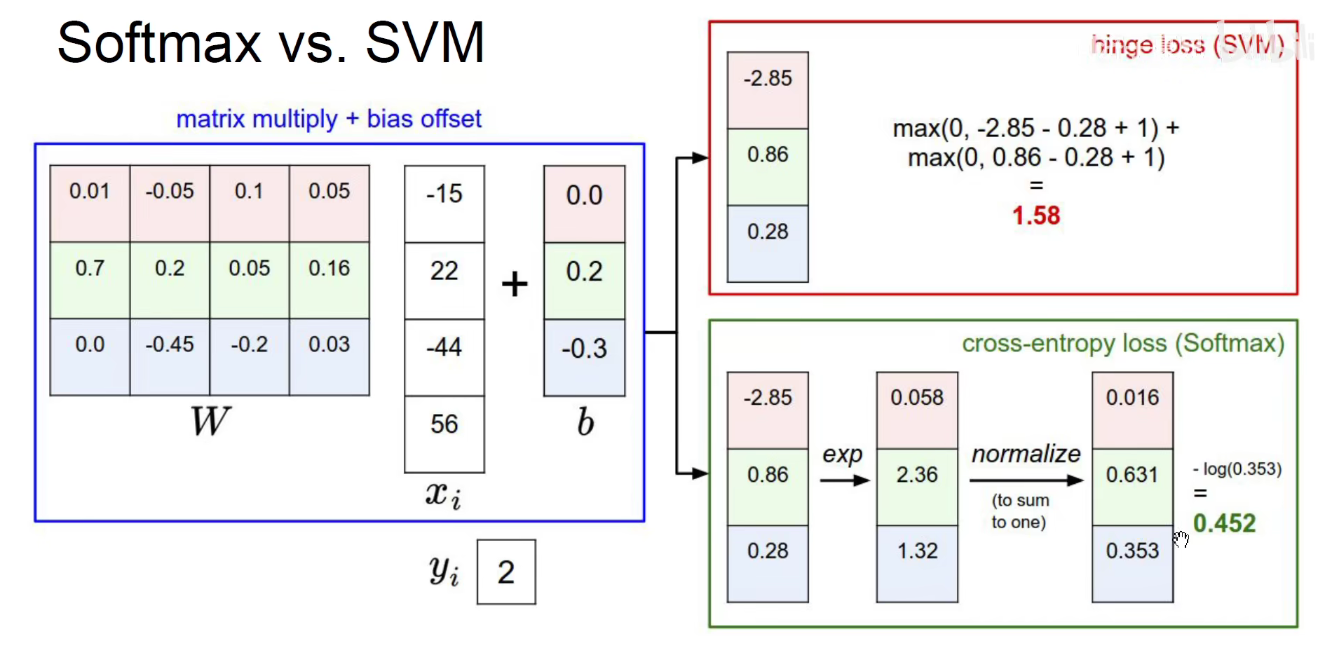 Softmax vs. SVM
matrix multiply + bias offset
0.01 -0.05 0.1 0.05
0.7 0.2 0.05 0.16
0.0 -0.45 -0.2 0.03
W
-15
22
-44
56
x_i
+
0.0
0.2
-0.3
b
y_i 2
hinge loss (SVM)
-2.85
0.86
0.28
max(0, -2.85 - 0.28 + 1) +
max(0, 0.86 - 0.28 + 1)
=
1.58
cross-entropy loss (Softmax)
-2.85
0.86
0.28
exp
0.058
2.36
1.32
normalize
(to sum
to one)
0.016
0.631
0.353
- log(0.353)
=
0.452